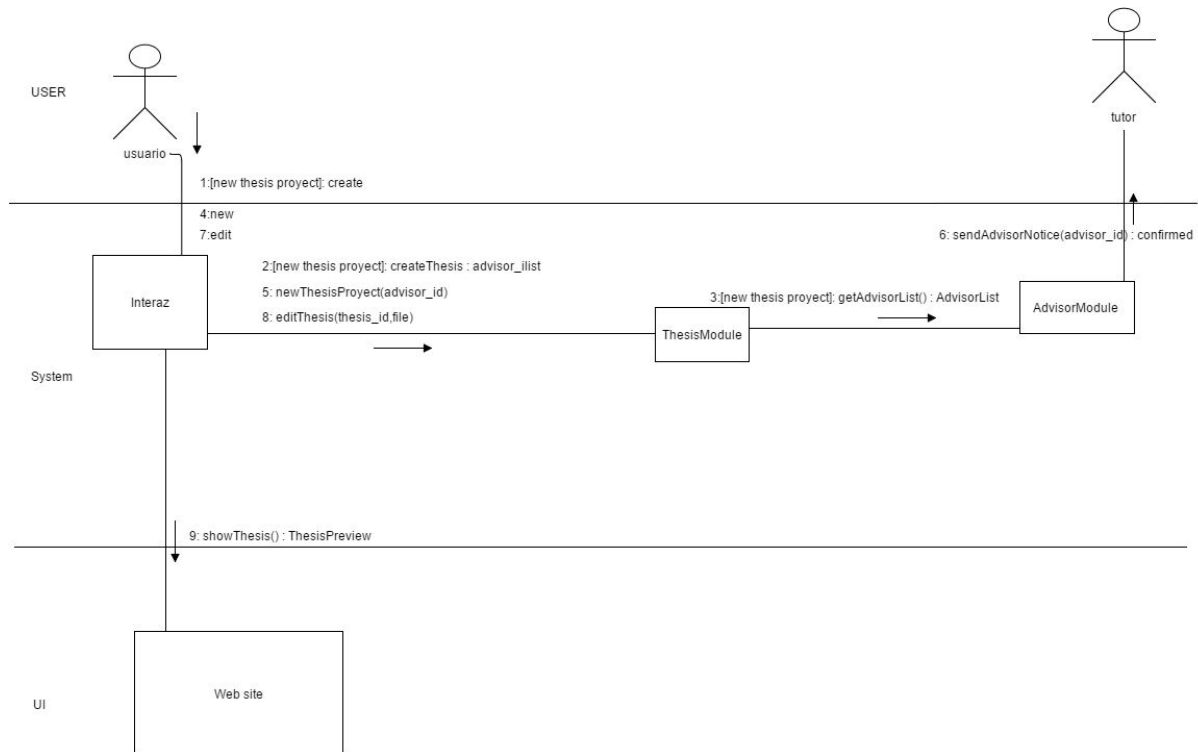 USER
usuario
tutor
1:[new thesis proyect]: create
4:new
7:edit
6: sendAdvisorNotice(advisor_id) : confirmed
2:[new thesis proyect]: createThesis : advisor_ilist
Interaz
5: newThesisProyect(advisor_id)
3:[new thesis proyect]: getAdvisorList() : AdvisorList
AdvisorModule
8: editThesis(thesis_id,file)
ThesisModule
System
9: showThesis() : ThesisPreview
Web site
UI